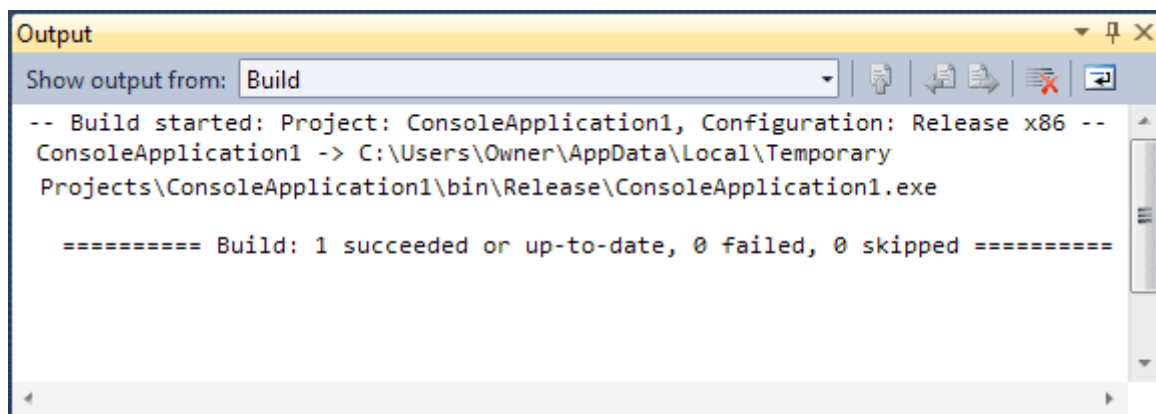 Output
Show output from: Build
-- Build started: Project: ConsoleApplication1, Configuration: Release x86 --
ConsoleApplication1 -> C:\Users\Owner\AppData\Local\Temporary
Projects\ConsoleApplication1\bin\Release\ConsoleApplication1.exe
========== Build: 1 succeeded or up-to-date, 0 failed, 0 skipped ==========